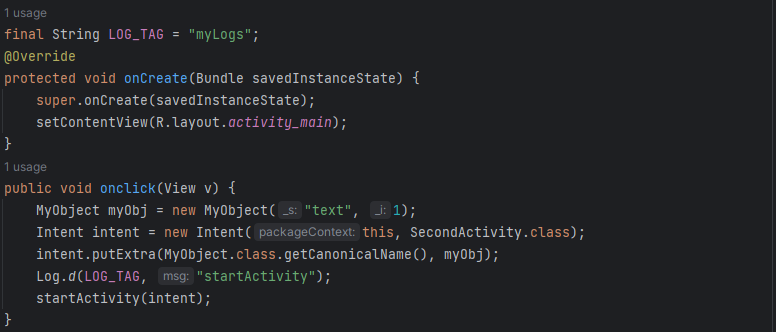 1 usage
final String LOG_TAG = "myLogs";
@Override
protected void onCreate(Bundle savedInstanceState) {
    super.onCreate(savedInstanceState);
    setContentView(R.layout.activity_main);
}
1 usage
public void onclick(View v) {
    MyObject myObj = new MyObject( _s: "text", _i: 1);
    Intent intent = new Intent( packageContext: this, SecondActivity.class);
    intent.putExtra(MyObject.class.getCanonicalName(), myObj);
    Log.d(LOG_TAG, msg: "startActivity");
    startActivity(intent);
}